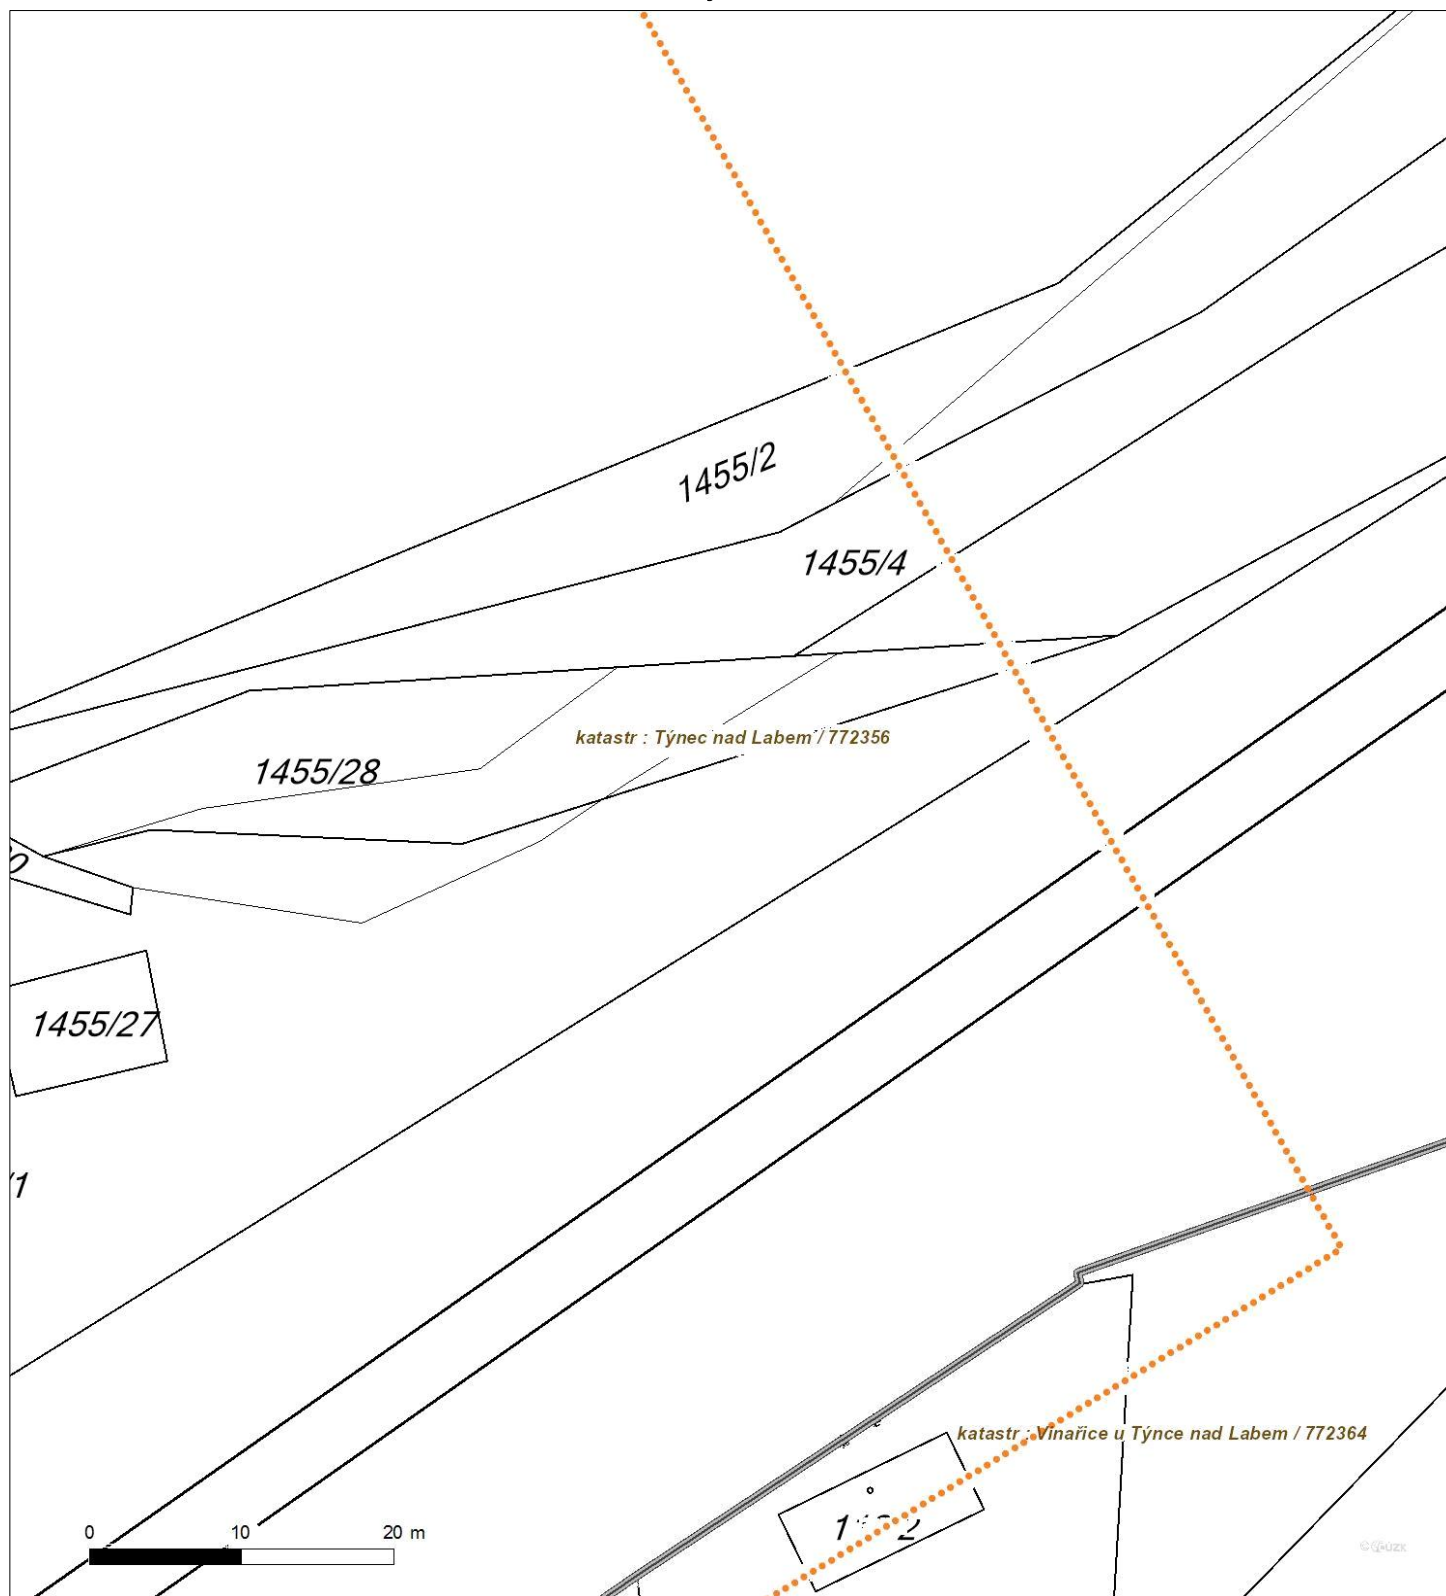 1455/2
1455/4
katastr : Týnec nad Labem / 772356
1455/28
1455/27
/1
katastr : Vinařice u Týnce nad Labem / 772364
0 10 20 m